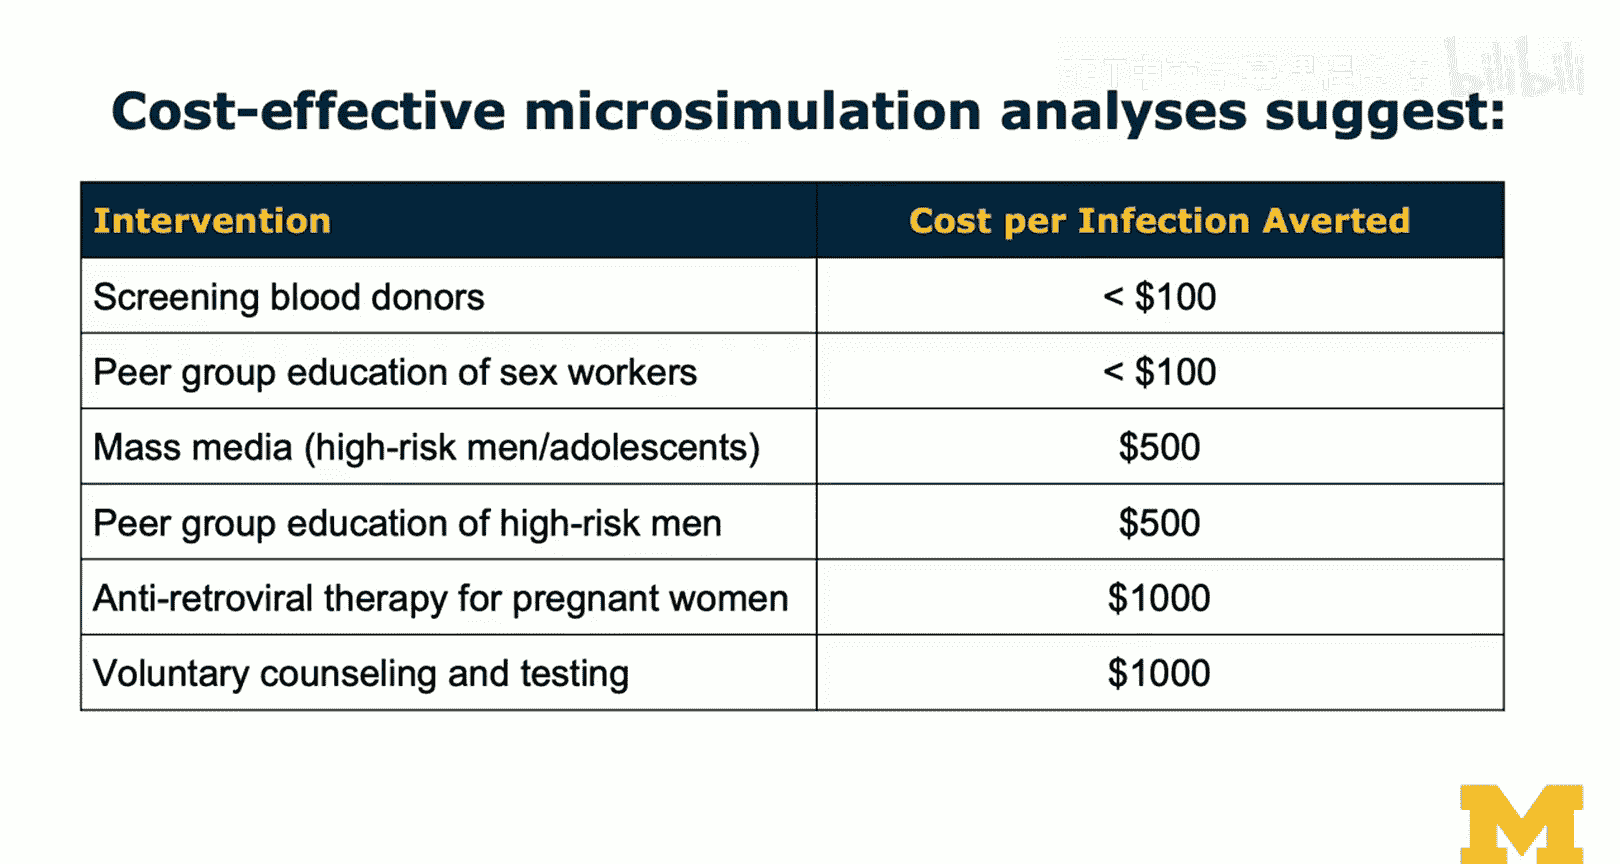 bilibili
Cost-effective microsimulation analyses suggest:
Intervention Cost per Infection Averted
Screening blood donors < $100
Peer group education of sex workers < $100
Mass media (high-risk men/adolescents) $500
Peer group education of high-risk men $500
Anti-retroviral therapy for pregnant women $1000
Voluntary counseling and testing $1000
M